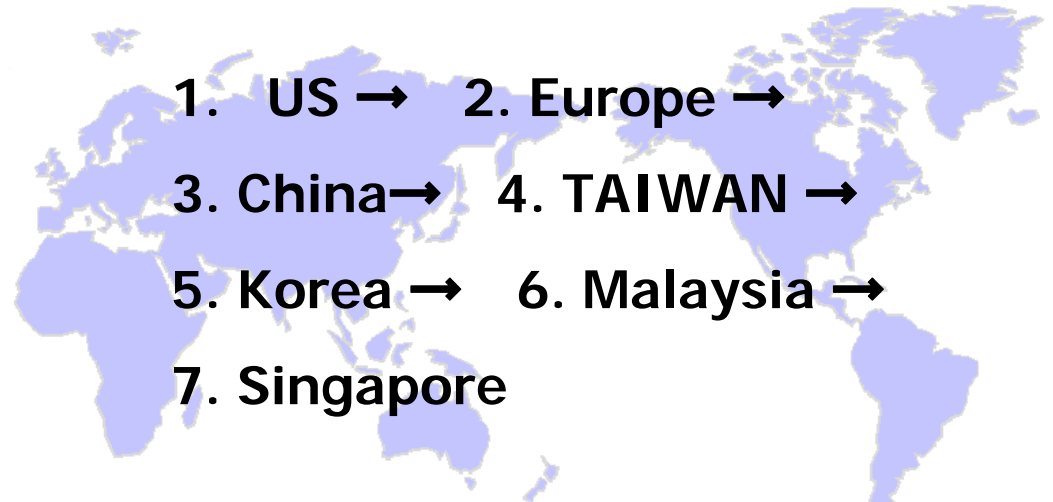 1. US → 2. Europe →
3. China→ 4. TAIWAN →
5. Korea → 6. Malaysia →
7. Singapore